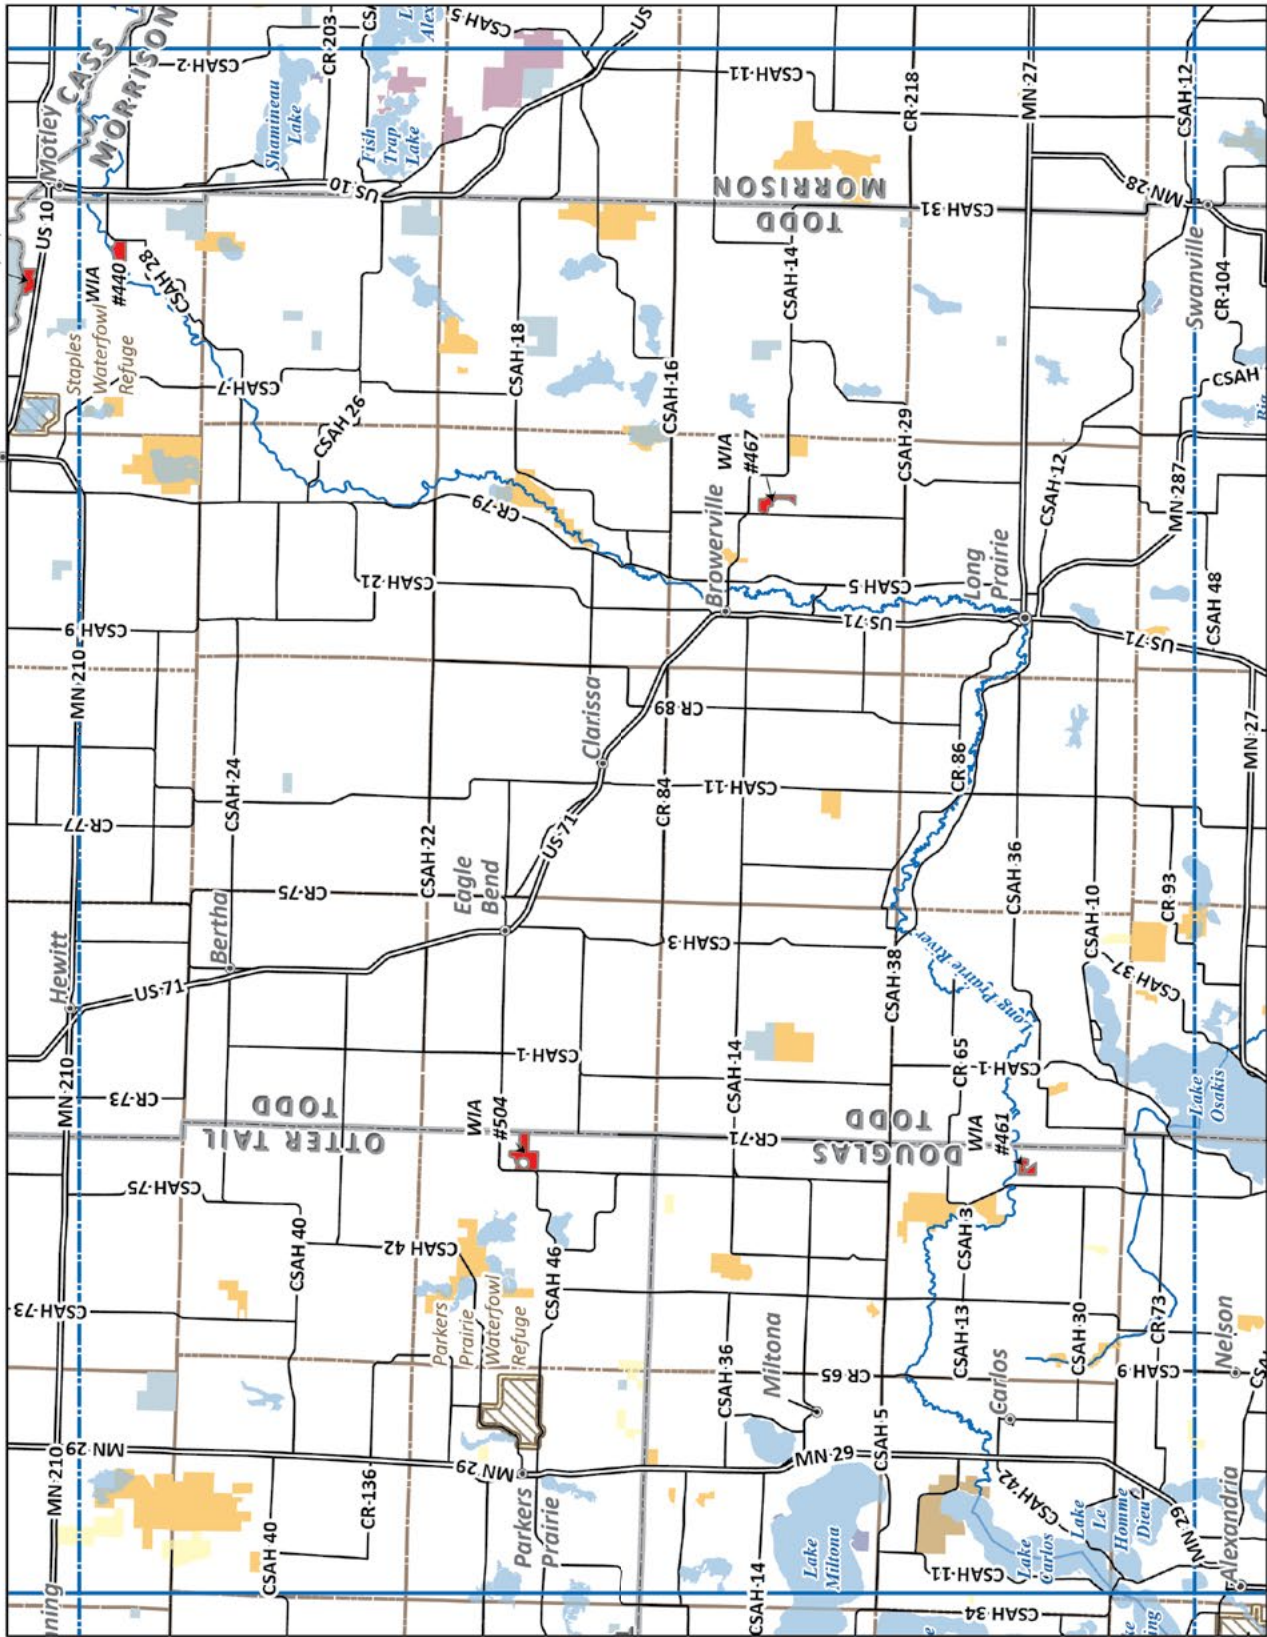 US
CSAH 5
CR 203
CSAH 2
CASS
MORRISON
Motley
Shamineau
Lake
Fish
Trap
Lake
L.
Alex
CSAH 11
CR 218
MN 27
CSAH 12
US 10
US 10
MORRISON
TODD
CSAH 31
MN 28
Swanville
CR-104
WIA
#440
CSAH 28
Staples
Waterfowl
Refuge
CSAH 7
CSAH 26
CSAH 18
CSAH 16
CSAH 14
CSAH 29
CSAH
WIA
#467
CSAH 12
MN 287
CR 79
Browerville
CSAH 21
CSAH 5
Long
Prairie
CSAH 9
US 71
US 71
CSAH 48
MN 210
CSAH 24
Clarissa
CR 89
CR 86
MN 27
CR 77
CSAH 22
CR 84
CSAH 11
US 71
CSAH 36
CR 75
Eagle
Bend
Bertha
CSAH 3
CSAH 38
CSAH 10
CR 93
CSAH 37
Hewitt
US 71
Long Prairie River
MN 210
CR 73
CSAH 1
CSAH 14
CR 65
CSAH 1
Lake
Osakis
TODD
OTTER TAIL
WIA
#504
CR 71
TODD
DOUGLAS
WIA
#461
CSAH 75
CSAH 40
CSAH 42
CSAH 46
CSAH 3
CSAH 73
Parkers
Prairie
Waterfowl
Refuge
CSAH 36
Miltona
CR 65
CSAH 13
CSAH 30
CR 73
CSAH 9
Nelson
Carlos
MN 210
MN 29
MN 29
MN 29
CSAH 5
CR 136
CSAH 40
Parkers
Prairie
CSAH 14
Lake
Miltona
CSAH 42
CSAH 11
Lake
Carlos
Lake
Le
Homme
Dieu
MN 29
Alexandria
CSAH 34
ning
ke
ing